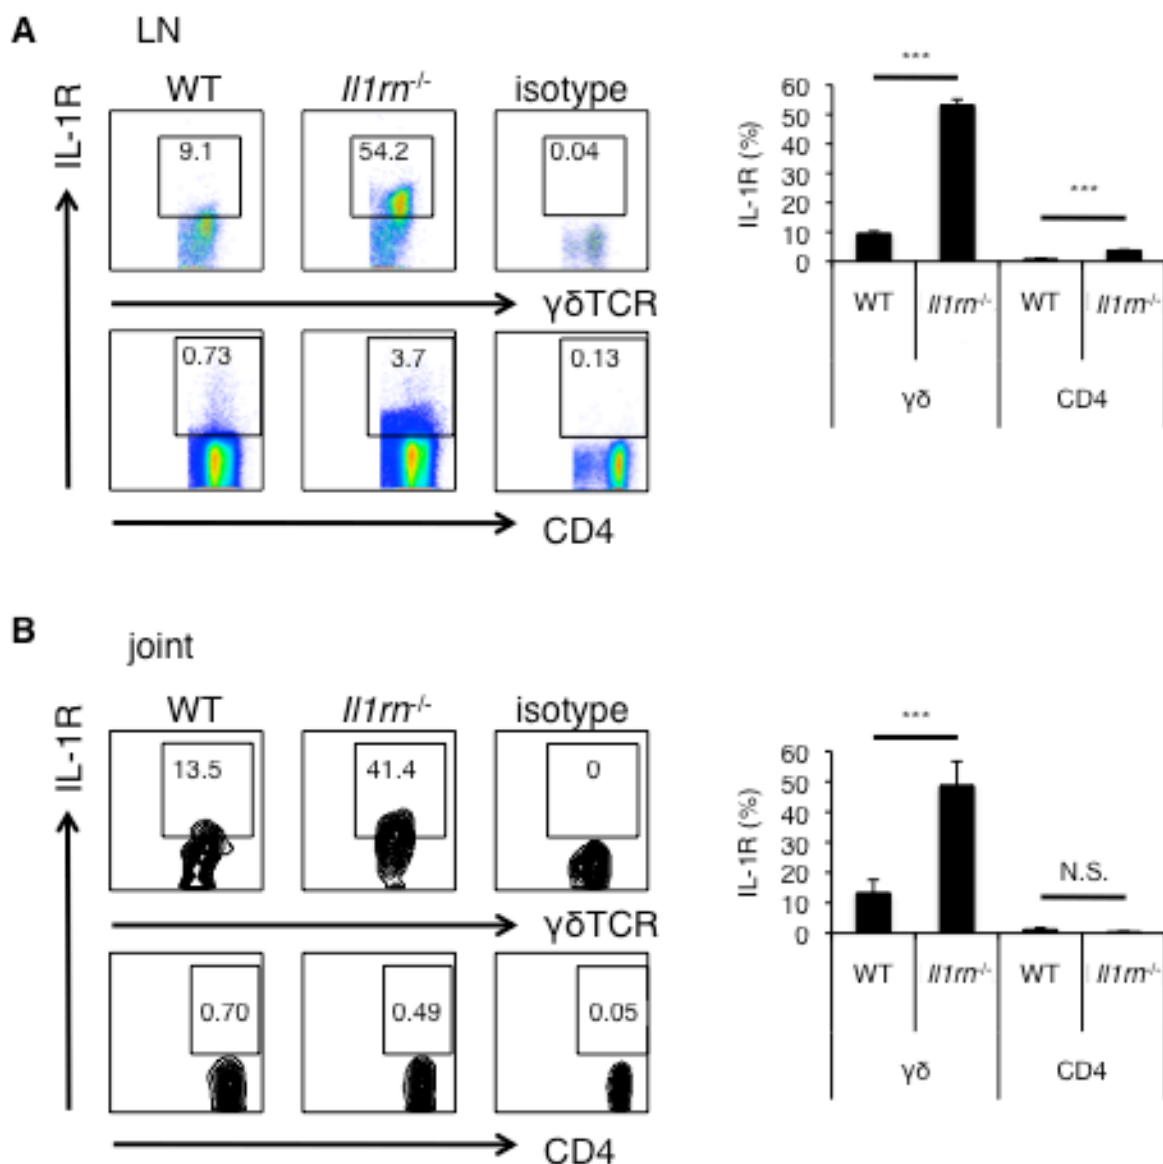 A LN
WT Il1rn-/- isotype
IL-1R
9.1 54.2 0.04
γδTCR
0.73 3.7 0.13
CD4
***
***
IL-1R (%)
60
50
40
30
20
10
0
WT Il1rn-/- WT Il1rn-/-
γδ CD4
B joint
WT Il1rn-/- isotype
IL-1R
13.5 41.4 0
γδTCR
0.70 0.49 0.05
CD4
***
N.S.
IL-1R (%)
60
50
40
30
20
10
0
WT Il1rn-/- WT Il1rn-/-
γδ CD4